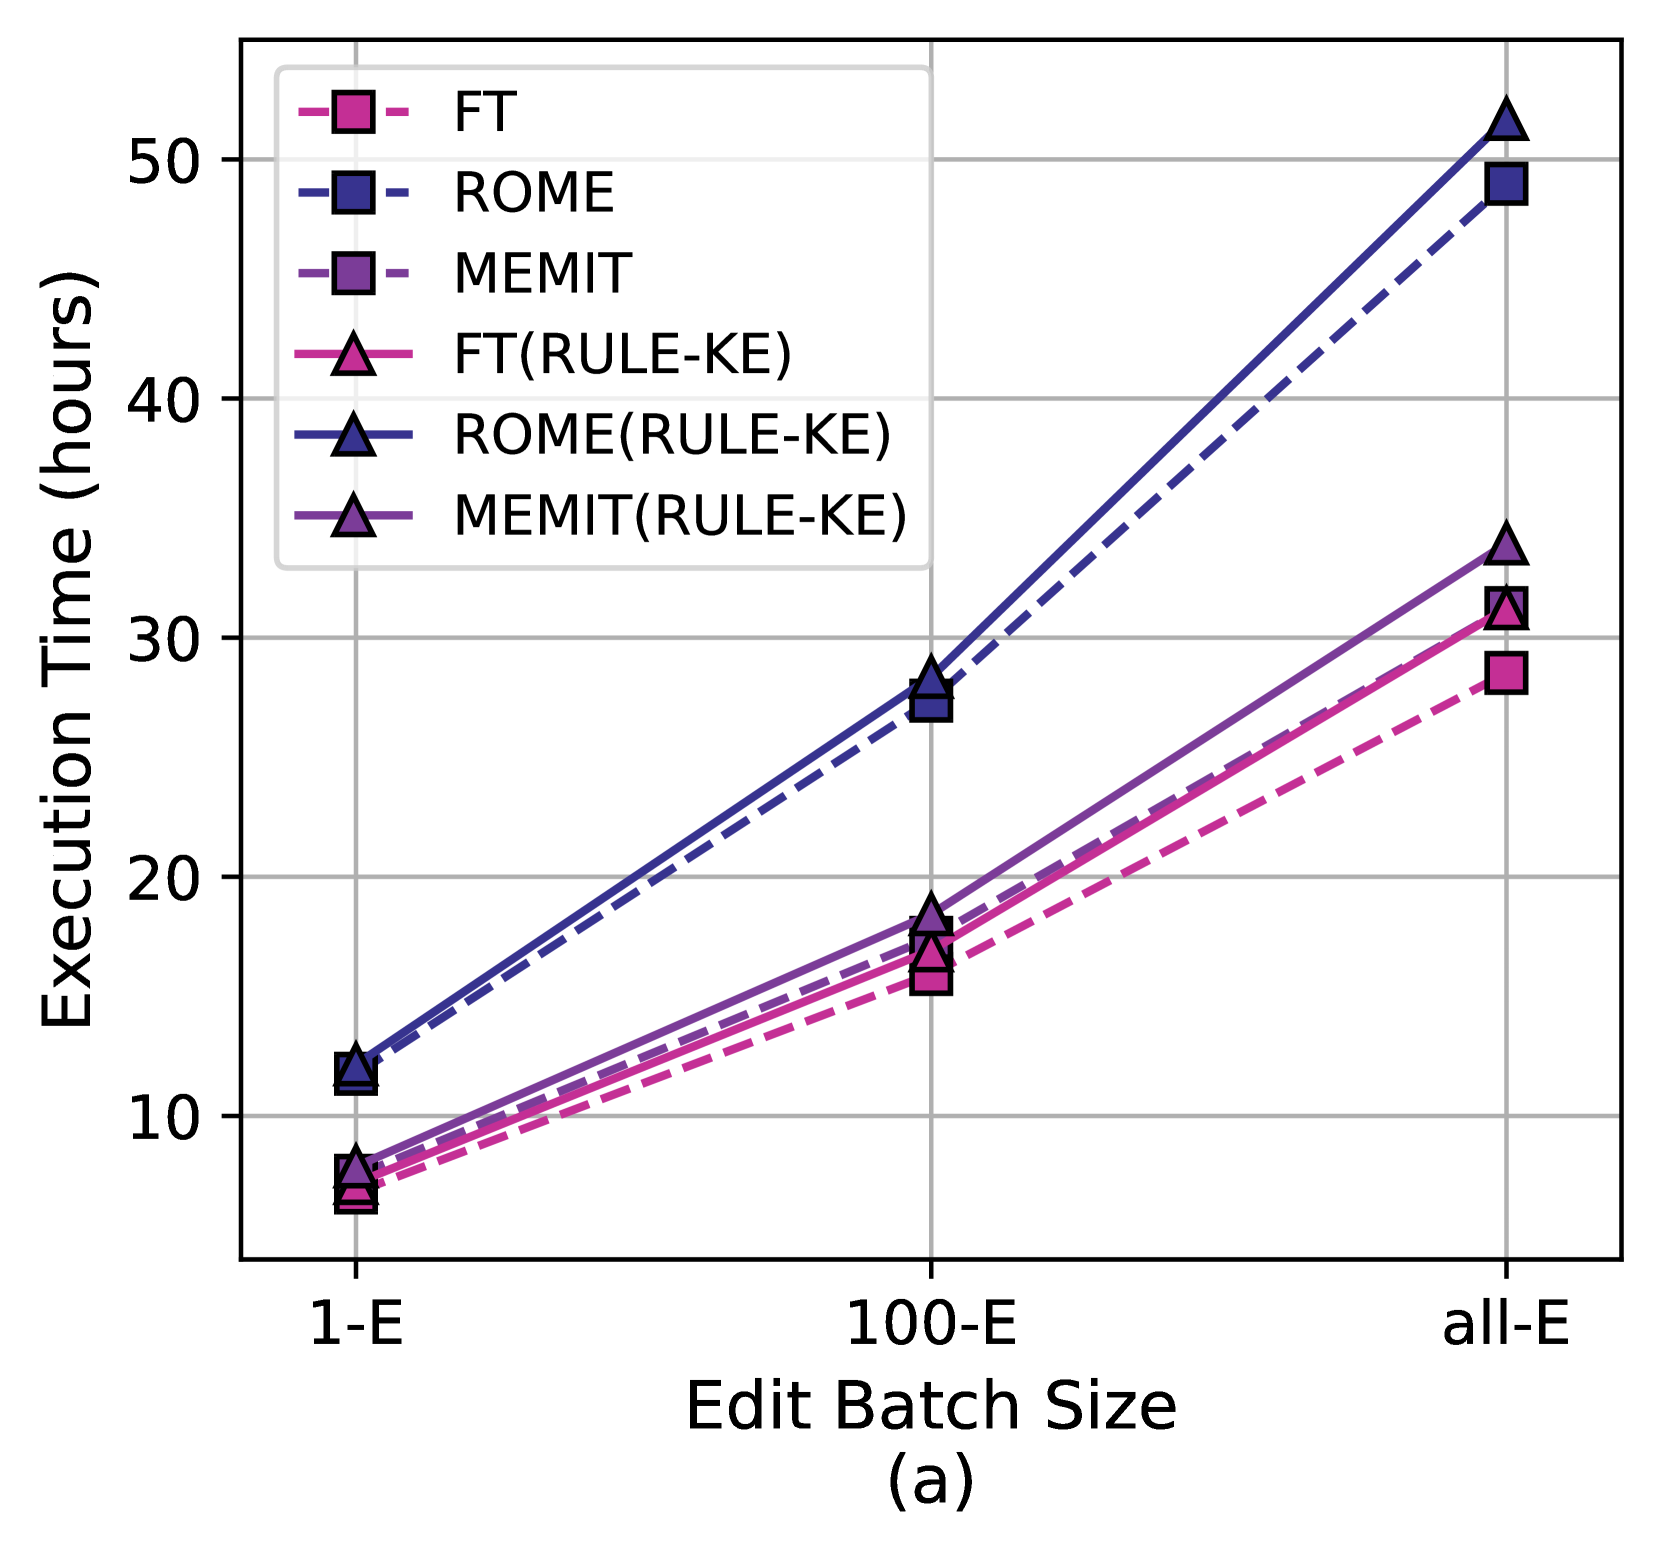 FT
ROME
MEMIT
FT(RULE-KE)
ROME(RULE-KE)
MEMIT(RULE-KE)
Execution Time (hours)
50
40
30
20
10
1-E
100-E
all-E
Edit Batch Size
(a)